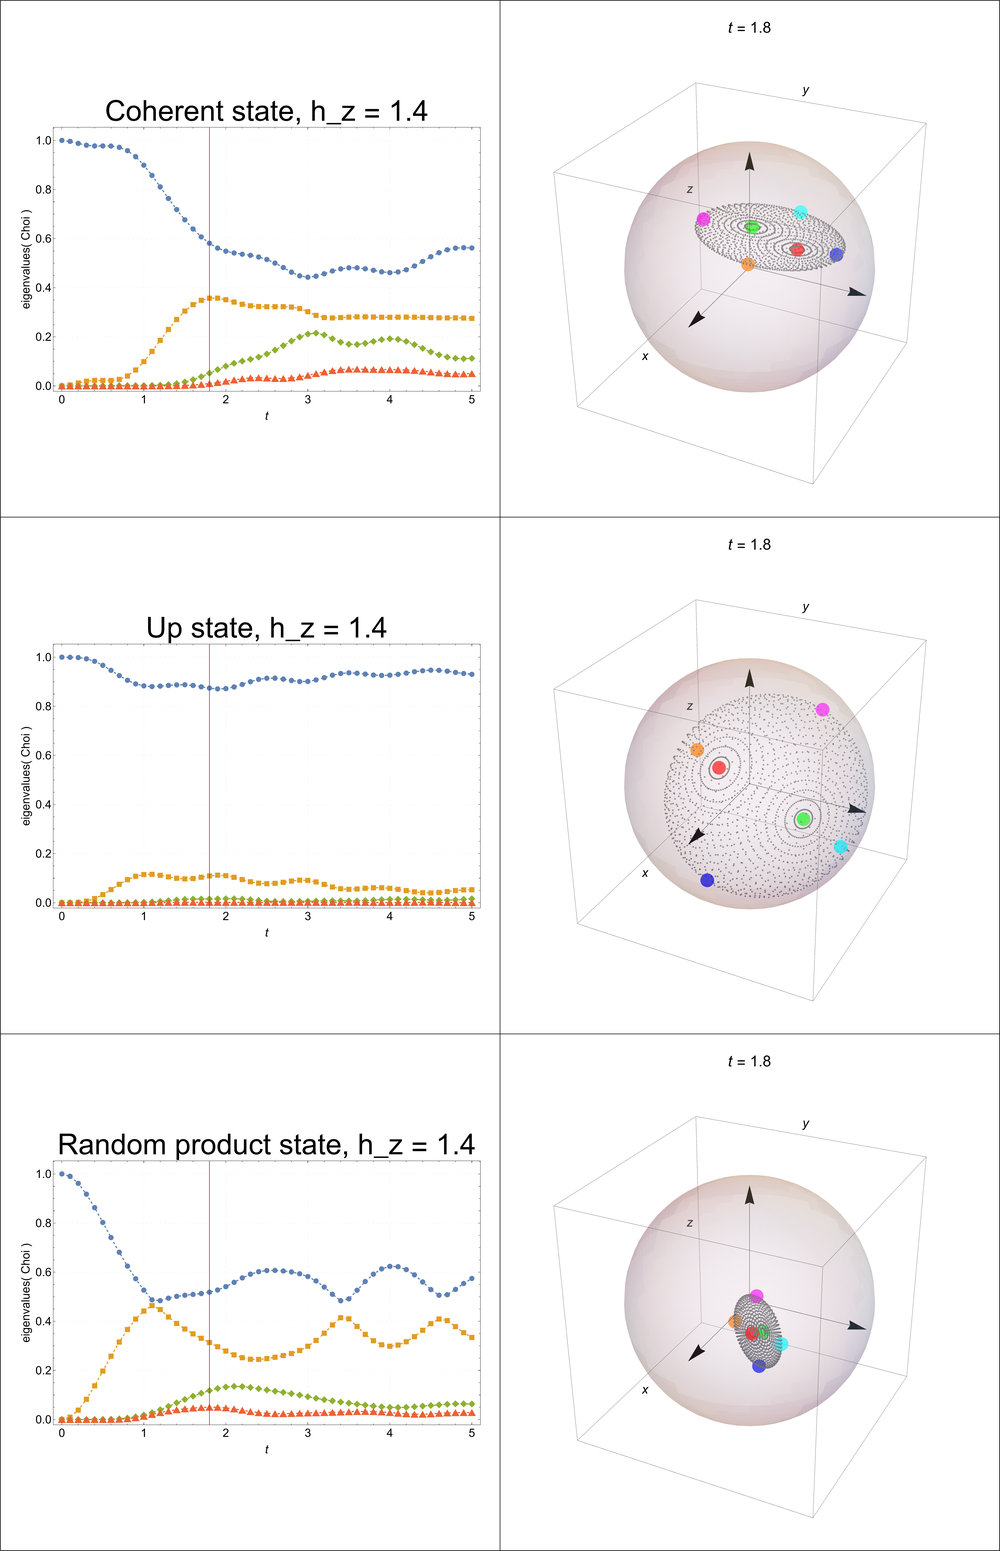 t = 1.8
Coherent state, h_z = 1.4
eigenvalues( Choi )
1.0
0.8
0.6
0.4
0.2
0.0
0 1 2 3 4 5
t
y
z
x
t = 1.8
Up state, h_z = 1.4
eigenvalues( Choi )
1.0
0.8
0.6
0.4
0.2
0.0
0 1 2 3 4 5
t
y
z
x
t = 1.8
Random product state, h_z = 1.4
eigenvalues( Choi )
1.0
0.8
0.6
0.4
0.2
0.0
0 1 2 3 4 5
t
y
z
x